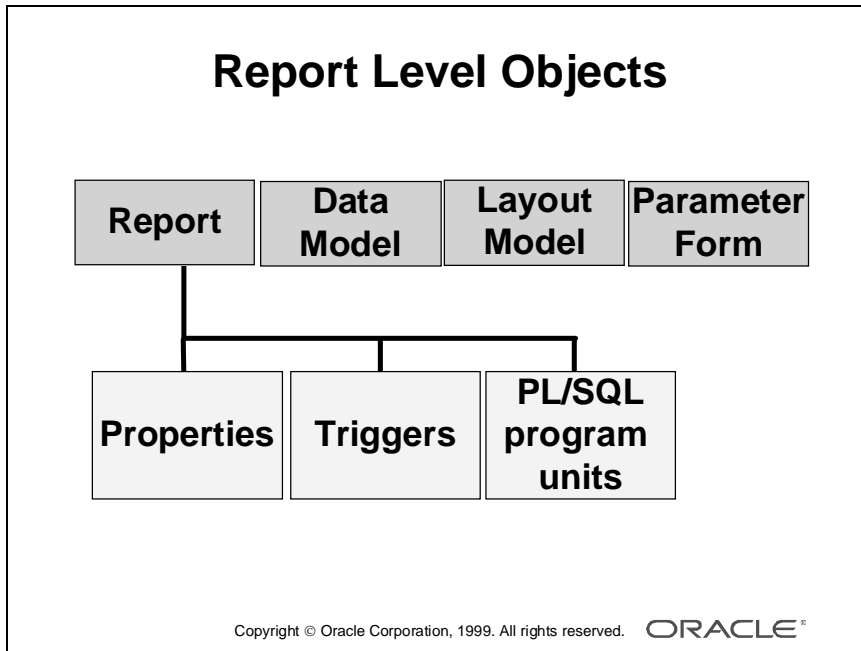 Report Level Objects
Report
Data
Model
Layout
Model
Parameter
Form
Properties
Triggers
PL/SQL
program
units
Copyright © Oracle Corporation, 1999. All rights reserved. ORACLE®